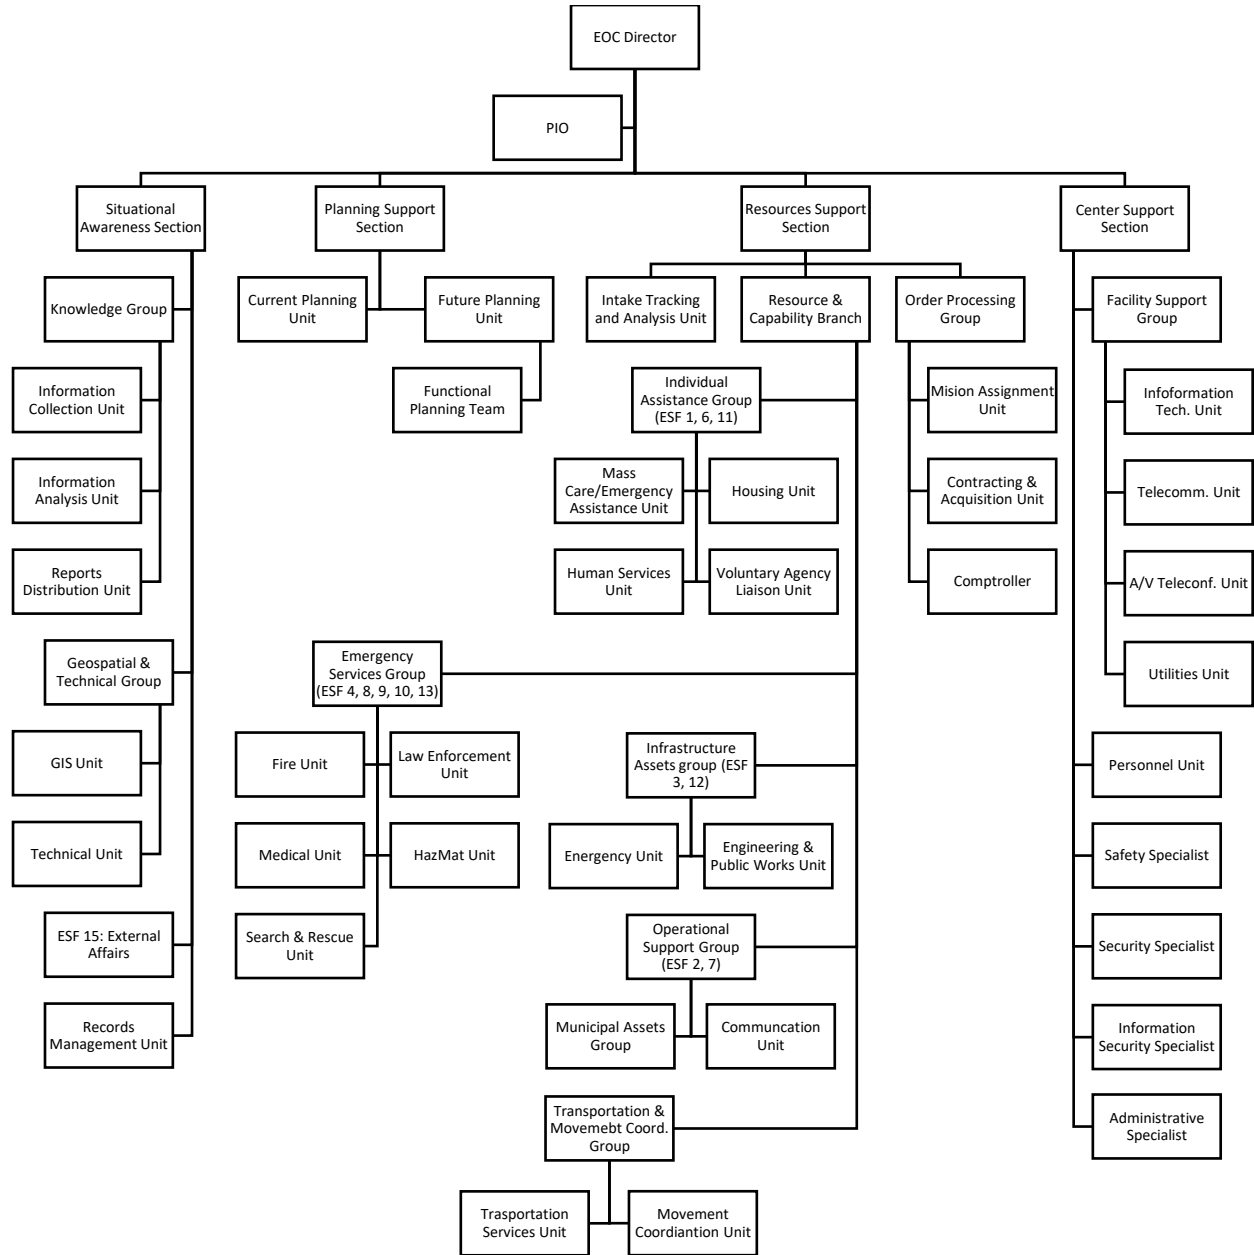 EOC Director
PIO
Situational
Awareness Section
Planning Support
Section
Resources Support
Section
Center Support
Section
Knowledge Group
Current Planning
Unit
Future Planning
Unit
Intake Tracking
and Analysis Unit
Resource &
Capability Branch
Order Processing
Group
Facility Support
Group
Information
Collection Unit
Functional
Planning Team
Individual
Assistance Group
(ESF 1, 6, 11)
Mision Assignment
Unit
Infoformation
Tech. Unit
Information
Analysis Unit
Mass
Care/Emergency
Assistance Unit
Housing Unit
Contracting &
Acquisition Unit
Telecomm. Unit
Reports
Distribution Unit
Human Services
Unit
Voluntary Agency
Liaison Unit
Comptroller
A/V Teleconf. Unit
Geospatial &
Technical Group
Emergency
Services Group
(ESF 4, 8, 9, 10, 13)
Utilities Unit
GIS Unit
Fire Unit
Law Enforcement
Unit
Infrastructure
Assets group (ESF
3, 12)
Personnel Unit
Technical Unit
Medical Unit
HazMat Unit
Energency Unit
Engineering &
Public Works Unit
Safety Specialist
ESF 15: External
Affairs
Search & Rescue
Unit
Operational
Support Group
(ESF 2, 7)
Security Specialist
Records
Management Unit
Municipal Assets
Group
Communcation
Unit
Information
Security Specialist
Transportation &
Movemebt Coord.
Group
Administrative
Specialist
Trasportation
Services Unit
Movement
Coordiantion Unit